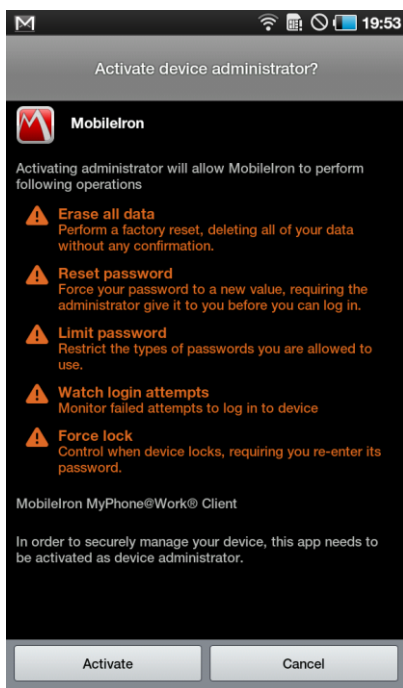 19:53
Activate device administrator?
MobileIron
Activating administrator will allow MobileIron to perform
following operations
Erase all data
Perform a factory reset, deleting all of your data
without any confirmation.
Reset password
Force your password to a new value, requiring the
administrator give it to you before you can log in.
Limit password
Restrict the types of passwords you are allowed to
use.
Watch login attempts
Monitor failed attempts to log in to device
Force lock
Control when device locks, requiring you re-enter its
password.
MobileIron MyPhone@Work® Client
In order to securely manage your device, this app needs to
be activated as device administrator.
Activate
Cancel